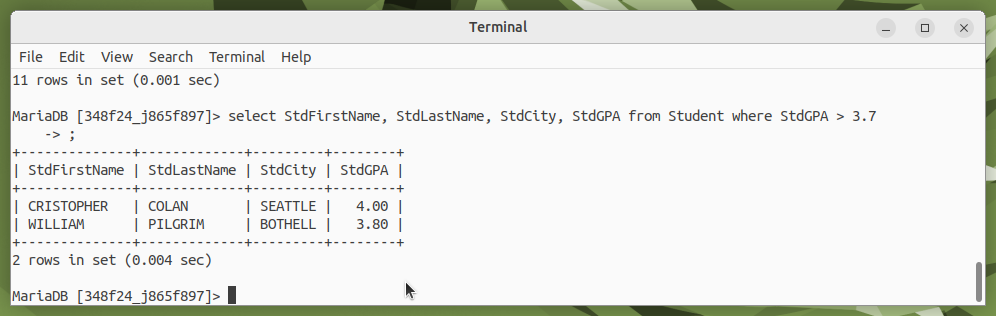 Terminal
File Edit View Search Terminal Help
11 rows in set (0.001 sec)
MariaDB [348f24_j865f897]> select StdFirstName, StdLastName, StdCity, StdGPA from Student where StdGPA > 3.7
    -> ;
+--------------+-------------+---------+--------+
| StdFirstName | StdLastName | StdCity | StdGPA |
+--------------+-------------+---------+--------+
| CRISTOPHER   | COLAN       | SEATTLE |   4.00 |
| WILLIAM      | PILGRIM     | BOTHELL |   3.80 |
+--------------+-------------+---------+--------+
2 rows in set (0.004 sec)
MariaDB [348f24_j865f897]>